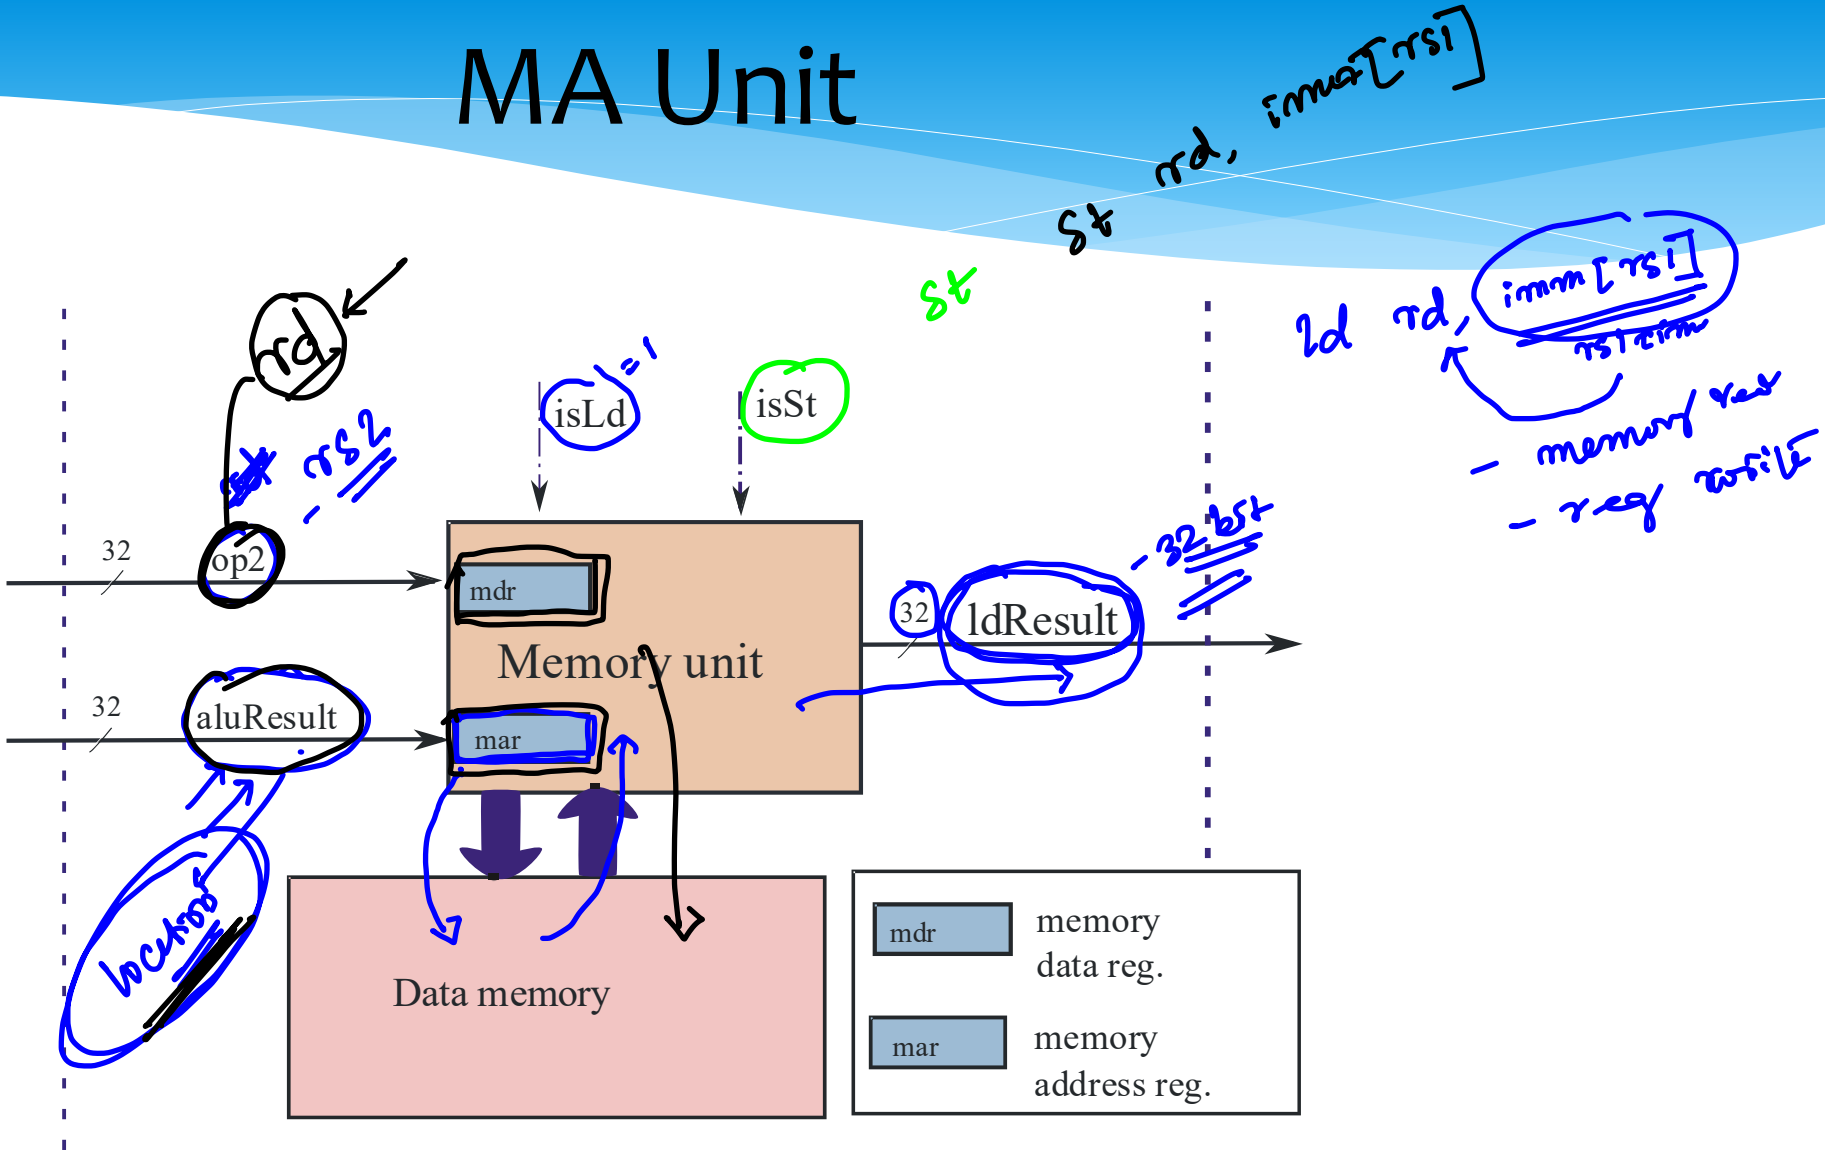 MA Unit
st rd, imm[rs1]
st
ld rd, imm[rs1]
rs1+imm
rd
isLd = 1
isSt
- memory
- reg write
- rs2
32
op2
mdr
- 32 bit
32
ldResult
Memory unit
32
aluResult
mar
location
Data memory
mdr
memory
data reg.
mar
memory
address reg.